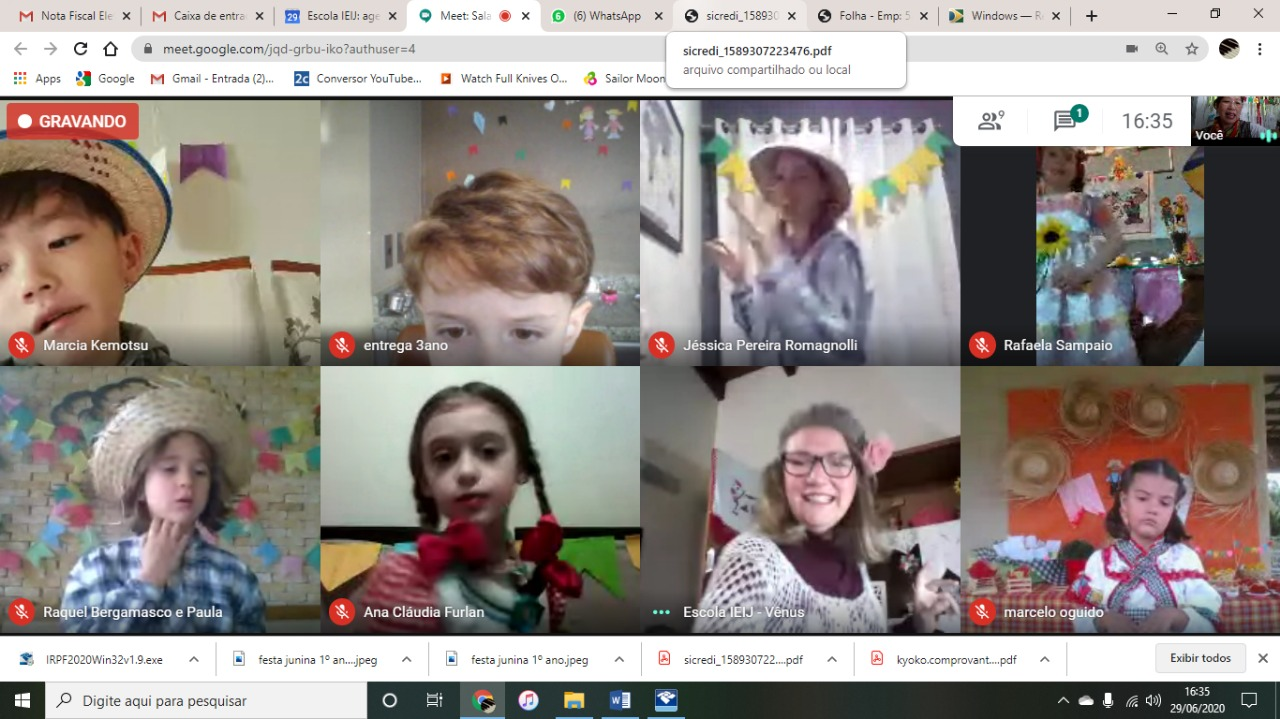 Nota Fiscal Ele
Caixa de entra
29
Escola IEIJ: age
Meet: Sala
(6) WhatsApp
sicredi_158930
Folha - Emp: 5
Windows — R
meet.google.com/jqd-grbu-iko?authuser=4
sicredi_1589307223476.pdf
arquivo compartilhado ou local
Apps
Google
Gmail - Entrada (2)...
2c
Conversor YouTube...
Watch Full Knives O...
Sailor Moon
GRAVANDO
9
1
16:35
Você
Marcia Kemotsu
entrega 3ano
Jéssica Pereira Romagnolli
Rafaela Sampaio
Raquel Bergamasco e Paula
Ana Cláudia Furlan
Escola IEIJ - Vênus
marcelo oguido
IRPF2020Win32v1.9.exe
festa junina 1º an....jpeg
festa junina 1º ano.jpeg
sicredi_158930722....pdf
kyoko.comprovant....pdf
Exibir todos
Digite aqui para pesquisar
16:35
29/06/2020